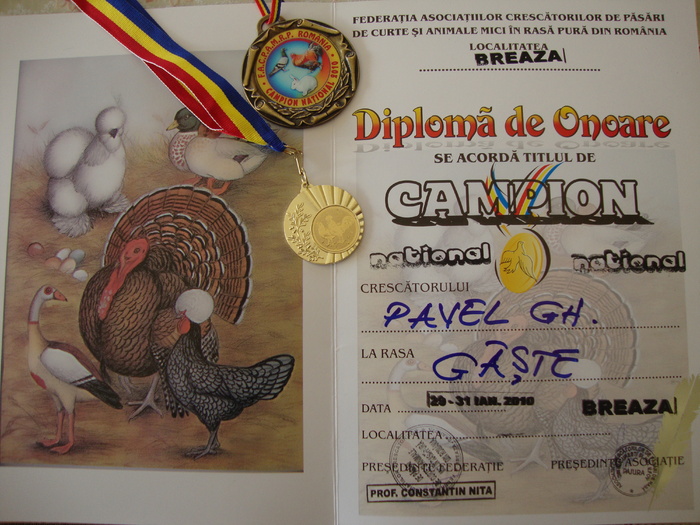 F.A.C.P.A.M.R.P. ROMANIA
CAMPION NATIONAL 2010
FEDERAȚIA ASOCIAȚIILOR CRESCĂTORILOR DE PĂSĂRI
DE CURTE ȘI ANIMALE MICI ÎN RASĂ PURĂ DIN ROMÂNIA
LOCALITATEA
BREAZA
Diplomă de Onoare
SE ACORDĂ TITLUL DE
CAMPION
national national
CRESCĂTORULUI
PAVEL GH.
LA RASA
GÂȘTE
DATA 29-31 IAN. 2010 BREAZA
LOCALITATEA
PREȘEDINTE FEDERAȚIE PREȘEDINTE ASOCIAȚIE
PROF. CONSTANTIN NITA